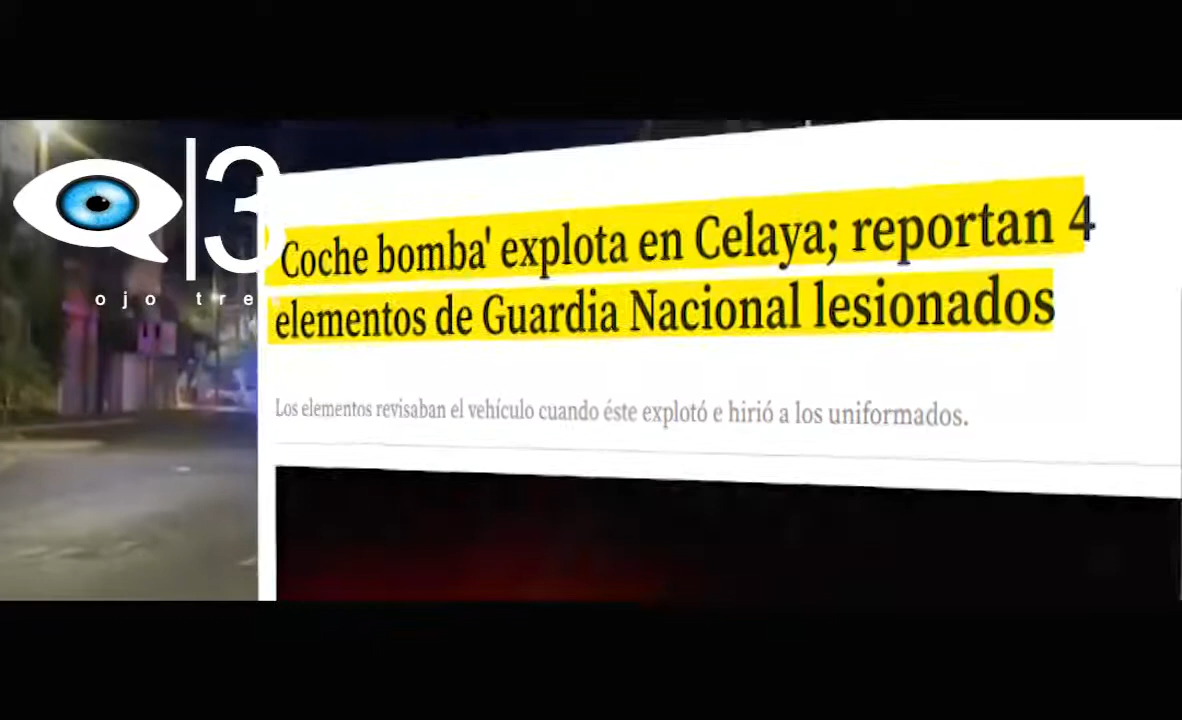 3
ojo tre
Coche bomba' explota en Celaya; reportan 4
elementos de Guardia Nacional lesionados
Los elementos revisaban el vehículo cuando éste explotó e hirió a los uniformados.